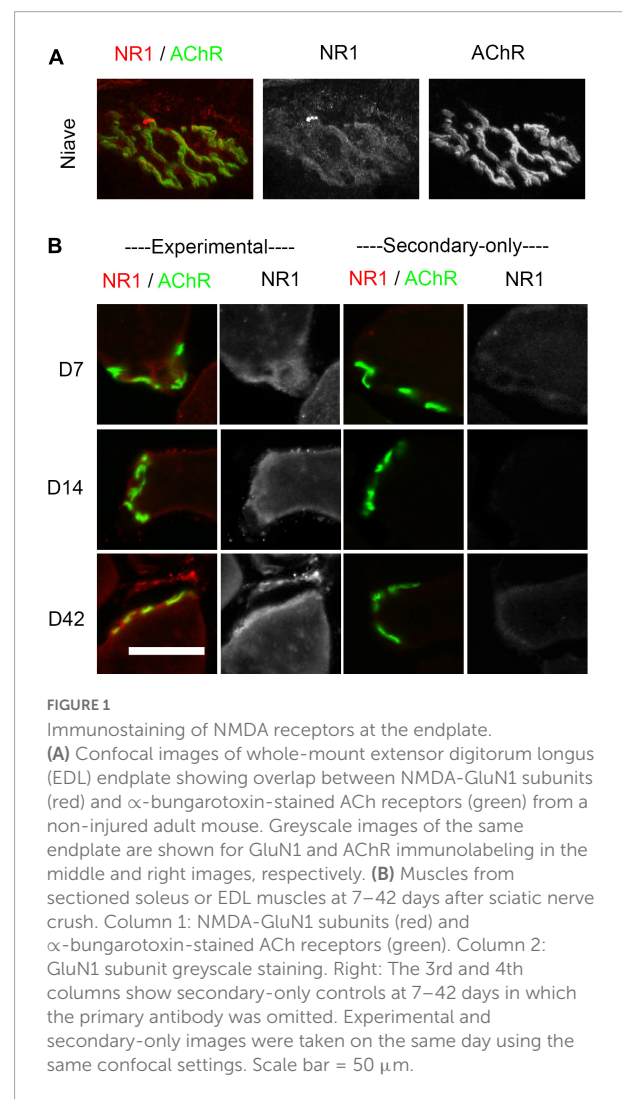 A
NR1 / AChR
NR1
AChR
Niave
B
----Experimental----
----Secondary-only----
NR1 / AChR
NR1
NR1 / AChR
NR1
D7
D14
D42
FIGURE 1
Immunostaining of NMDA receptors at the endplate.
(A) Confocal images of whole-mount extensor digitorum longus
(EDL) endplate showing overlap between NMDA-GluN1 subunits
(red) and ∝-bungarotoxin-stained ACh receptors (green) from a
non-injured adult mouse. Greyscale images of the same
endplate are shown for GluN1 and AChR immunolabeling in the
middle and right images, respectively. (B) Muscles from
sectioned soleus or EDL muscles at 7–42 days after sciatic nerve
crush. Column 1: NMDA-GluN1 subunits (red) and
∝-bungarotoxin-stained ACh receptors (green). Column 2:
GluN1 subunit greyscale staining. Right: The 3rd and 4th
columns show secondary-only controls at 7–42 days in which
the primary antibody was omitted. Experimental and
secondary-only images were taken on the same day using the
same confocal settings. Scale bar = 50 μm.